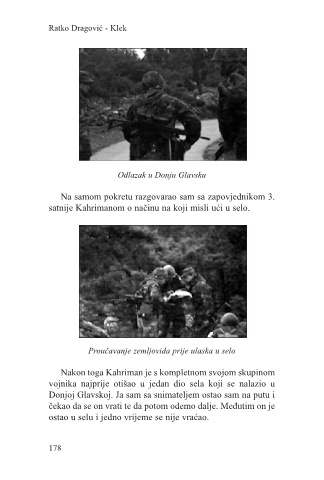 Ratko Dragović - Klek
Odlazak u Donju Glavsku
Na samom pokretu razgovarao sam sa zapovjednikom 3.
satnije Kahrimanom o načinu na koji misli ući u selo.
Proučavanje zemljovida prije ulaska u selo
Nakon toga Kahriman je s kompletnom svojom skupinom
vojnika najprije otišao u jedan dio sela koji se nalazio u
Donjoj Glavskoj. Ja sam sa snimateljem ostao sam na putu i
čekao da se on vrati te da potom odemo dalje. Međutim on je
ostao u selu i jedno vrijeme se nije vraćao.
178